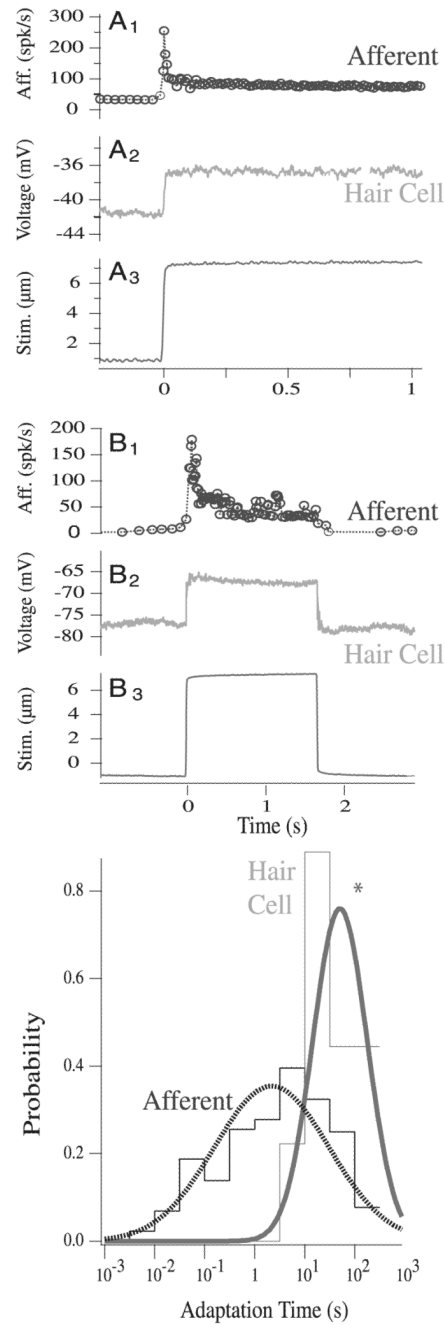 A1
Aff. (spk/s)
300
200
100
0
Afferent
A2
Voltage (mV)
-36
-40
-44
Hair Cell
A3
Stim. (μm)
6
4
2
0
0.5
1
B1
Aff. (spk/s)
200
150
100
50
0
Afferent
B2
Voltage (mV)
-65
-70
-75
-80
Hair Cell
B3
Stim. (μm)
6
4
2
0
0
1
2
Time (s)
Probability
0.8
0.6
0.4
0.2
0.0
Hair
Cell
*
Afferent
10-3
10-2
10-1
1
101
102
103
Adaptation Time (s)